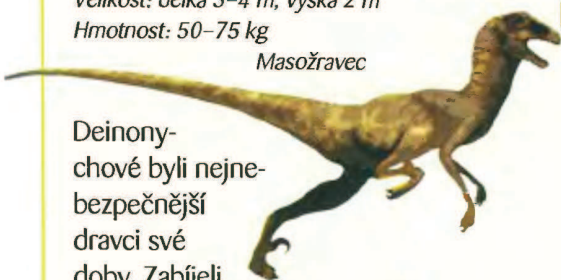 Velikost: délka 3–4 m, výška 2 m
Hmotnost: 50–75 kg
Masožravec
Deinony-
chové byli nejne-
bezpečnější
dravci své
doby. Zabíjeli